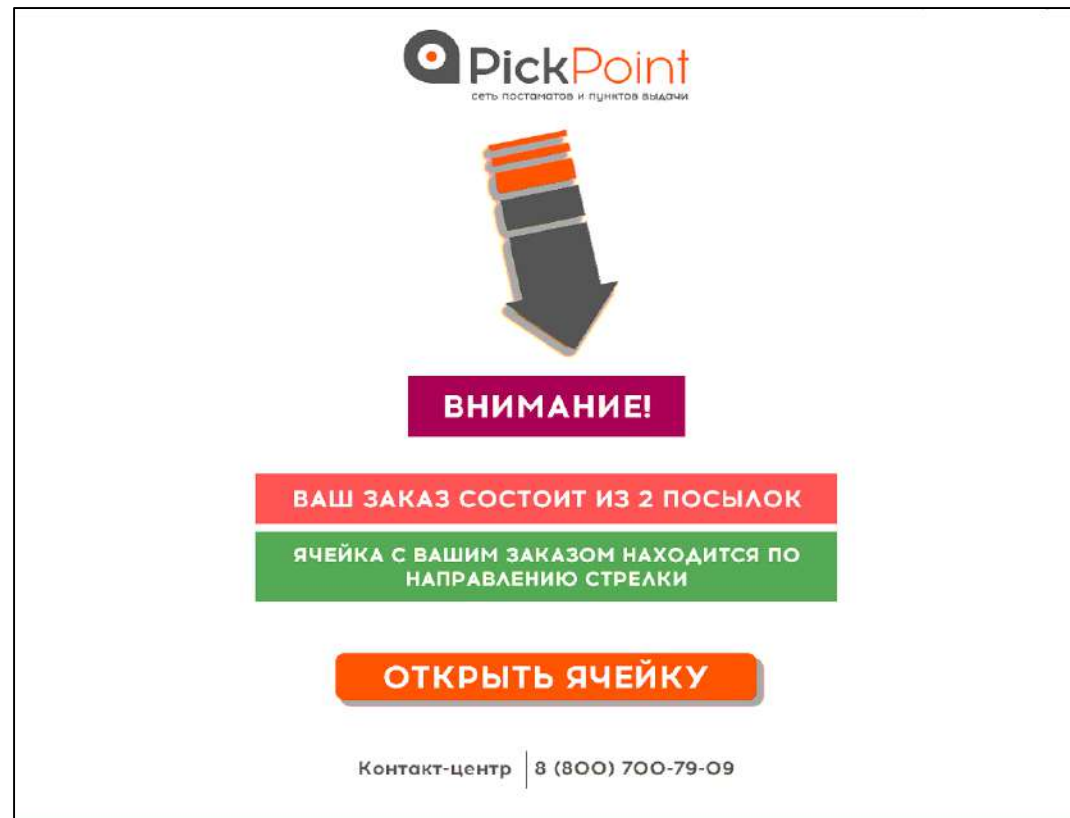 PickPoint
сеть постаматов и пунктов выдачи
ВНИМАНИЕ!
ВАШ ЗАКАЗ СОСТОИТ ИЗ 2 ПОСЫЛОК
ЯЧЕЙКА С ВАШИМ ЗАКАЗОМ НАХОДИТСЯ ПО
НАПРАВЛЕНИЮ СТРЕЛКИ
ОТКРЫТЬ ЯЧЕЙКУ
Контакт-центр 8 (800) 700-79-09